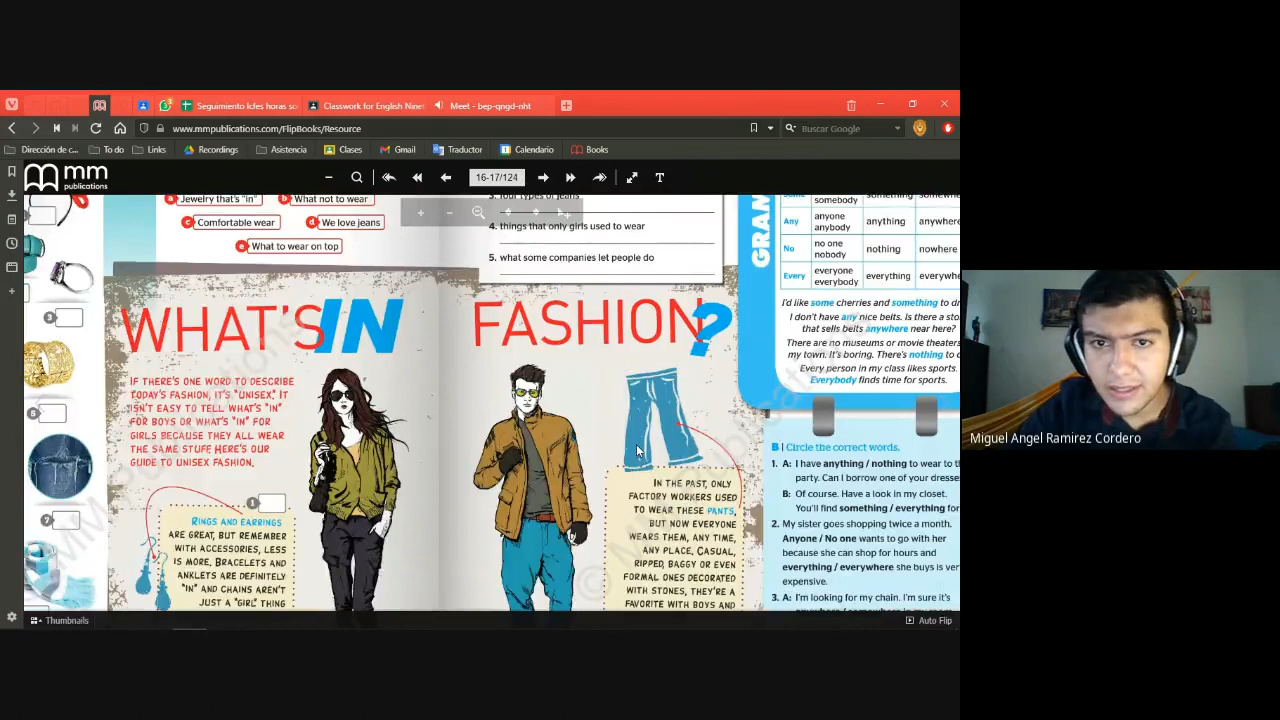 Seguimiento Icfes horas so
Classwork for English Nine
Meet - bep-qngd-nht
www.mmpublications.com/FlipBooks/Resource
Buscar Google
Dirección de c...
To do
Links
Recordings
Asistencia
Clases
Gmail
Traductor
Calendario
Books
mm
publications
16-17/124
T
a Jewelry that's "in"
b What not to wear
c Comfortable wear
d We love jeans
e What to wear on top
3. four types of jeans
4. things that only girls used to wear
5. what some companies let people do
GRAM
somebody
Any
anyone
anybody
anything
anywher
No
no one
nobody
nothing
nowhere
Every
everyone
everybody
everything
everywhe
I'd like some cherries and something to dr
I don't have any nice belts. Is there a sto
that sells belts anywhere near here?
There are no museums or movie theaters
my town. It's boring. There's nothing to
Every person in my class likes sports.
Everybody finds time for sports.
WHAT'S IN FASHION?
IF THERE'S ONE WORD TO DESCRIBE
TODAY'S FASHION, IT'S "UNISEX." IT
ISN'T EASY TO TELL WHAT'S "IN"
FOR BOYS OR WHAT'S "IN" FOR
GIRLS BECAUSE THEY ALL WEAR
THE SAME STUFF. HERE'S OUR
GUIDE TO UNISEX FASHION.
1
RINGS AND EARRINGS
ARE GREAT, BUT REMEMBER
WITH ACCESSORIES, LESS
IS MORE. BRACELETS AND
ANKLETS ARE DEFINITELY
"IN" AND CHAINS AREN'T
JUST A "GIRL" THING
IN THE PAST, ONLY
FACTORY WORKERS USED
TO WEAR THESE PANTS,
BUT NOW EVERYONE
WEARS THEM, ANY TIME,
ANY PLACE. CASUAL,
RIPPED, BAGGY OR EVEN
FORMAL ONES DECORATED
WITH STONES, THEY'RE A
FAVORITE WITH BOYS AND
3
7
B Circle the correct words.
1. A: I have anything / nothing to wear to th
party. Can I borrow one of your dresse
B: Of course. Have a look in my closet.
You'll find something / everything for
2. My sister goes shopping twice a month.
Anyone / No one wants to go with her
because she can shop for hours and
everything / everywhere she buys is ver
expensive.
3. A: I'm looking for my chain. I'm sure it's
Thumbnails
Auto Flip
Miguel Angel Ramirez Cordero